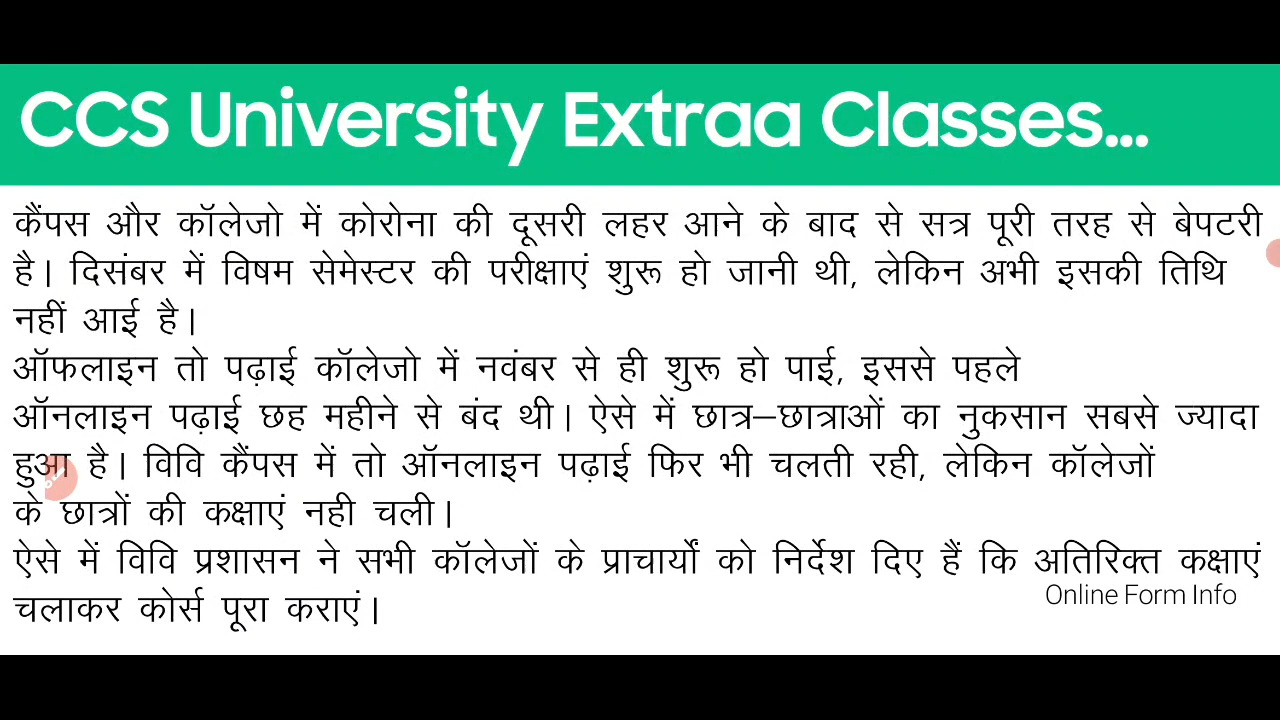 CCS University Extraa Classes...
कैंपस और कॉलेजो में कोरोना की दूसरी लहर आने के बाद से सत्र पूरी तरह से बेपटरी
है। दिसंबर में विषम सेमेस्टर की परीक्षाएं शुरू हो जानी थी, लेकिन अभी इसकी तिथि
नहीं आई है।
ऑफलाइन तो पढ़ाई कॉलेजो में नवंबर से ही शुरू हो पाई, इससे पहले
ऑनलाइन पढ़ाई छह महीने से बंद थी। ऐसे में छात्र–छात्राओं का नुकसान सबसे ज्यादा
हुआ है। विवि कैंपस में तो ऑनलाइन पढ़ाई फिर भी चलती रही, लेकिन कॉलेजों
के छात्रों की कक्षाएं नही चली।
ऐसे में विवि प्रशासन ने सभी कॉलेजों के प्राचार्यों को निर्देश दिए हैं कि अतिरिक्त कक्षाएं
चलाकर कोर्स पूरा कराएं।
Online Form Info